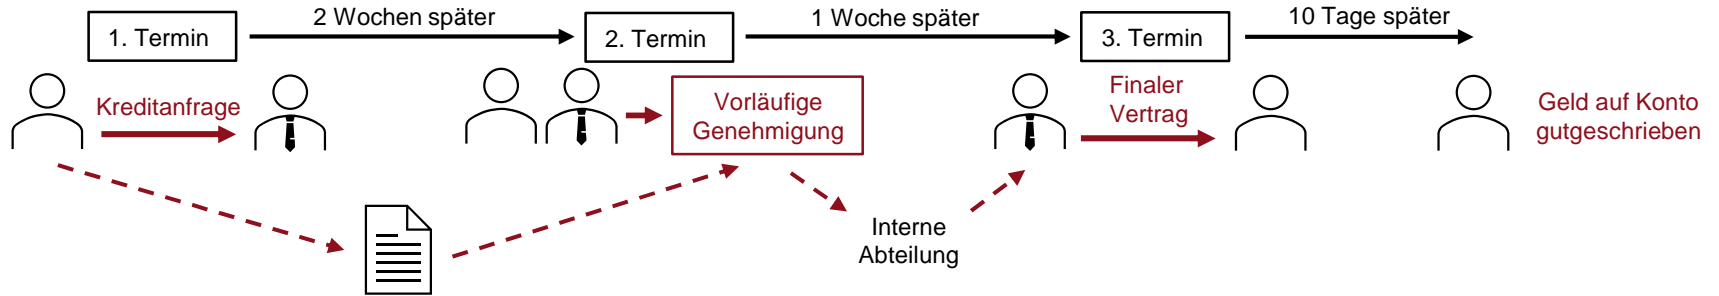 1. Termin
2 Wochen später
2. Termin
1 Woche später
3. Termin
10 Tage später
Kreditanfrage
Vorläufige
Genehmigung
Finaler
Vertrag
Geld auf Konto
gutgeschrieben
Interne
Abteilung